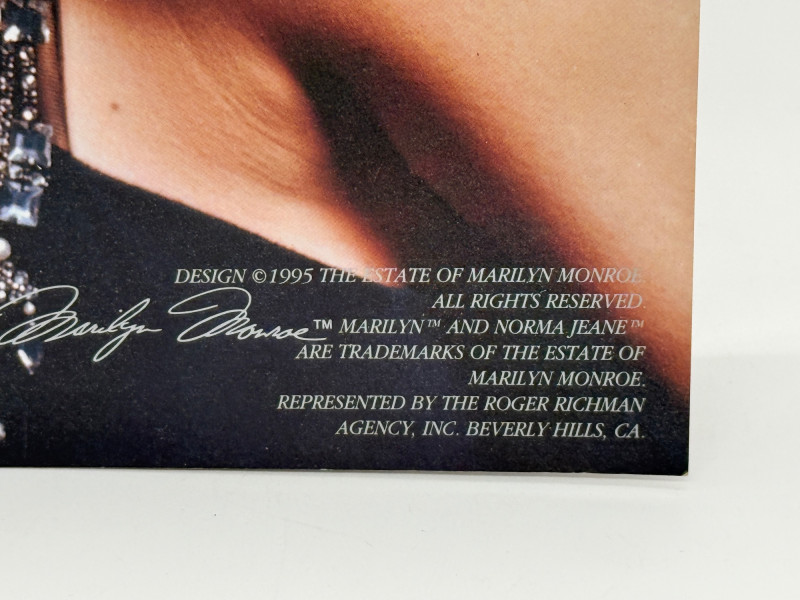 DESIGN ©1995 THE ESTATE OF MARILYN MONROE.
ALL RIGHTS RESERVED.
Marilyn Monroe™ MARILYN™ AND NORMA JEANE™
ARE TRADEMARKS OF THE ESTATE OF
MARILYN MONROE.
REPRESENTED BY THE ROGER RICHMAN
AGENCY, INC. BEVERLY HILLS, CA.